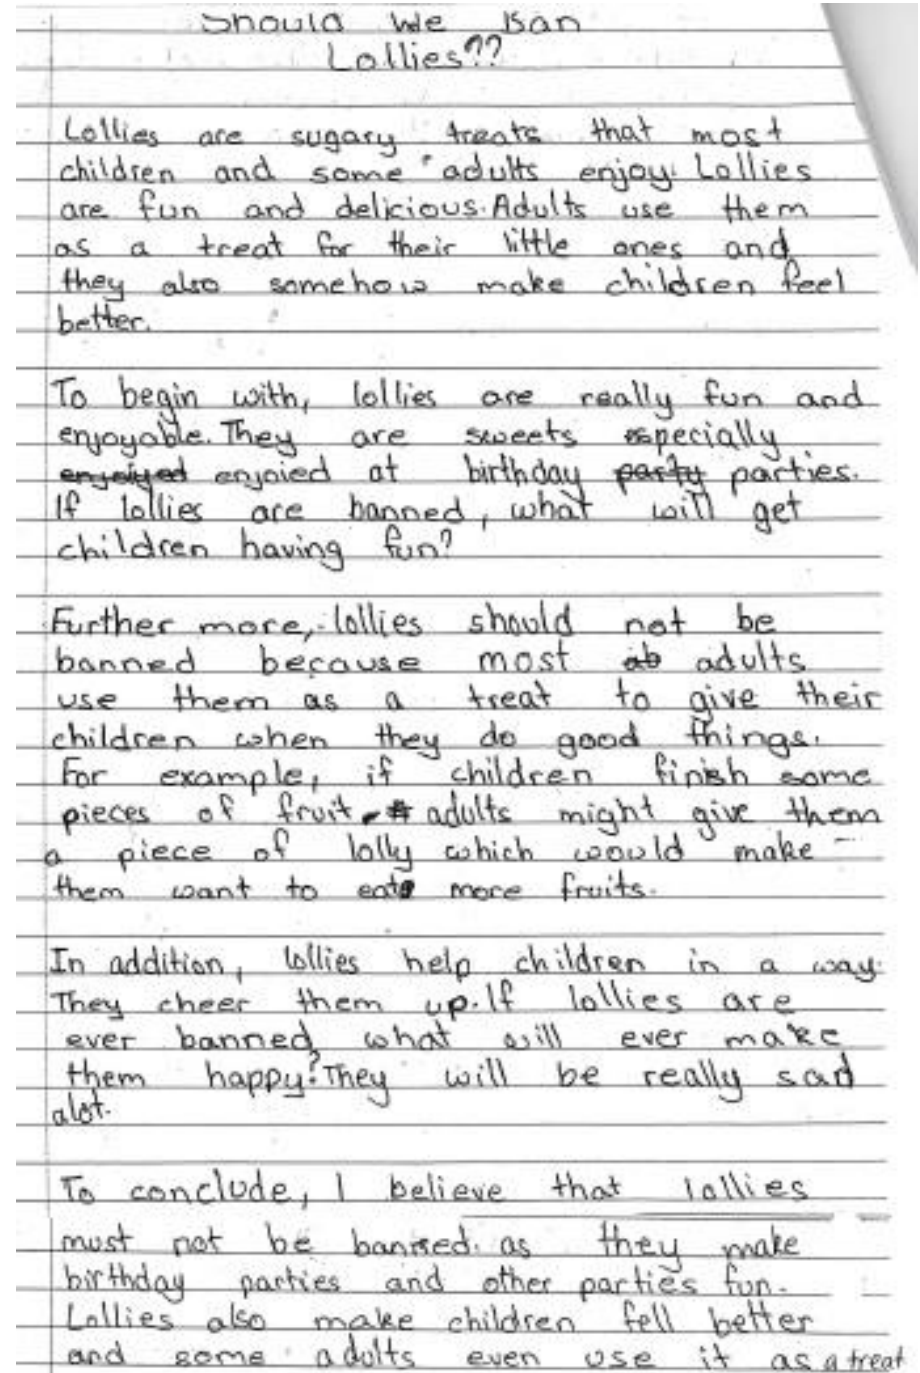 Should We Ban
Lollies??
Lollies are sugary treats that most
children and some adults enjoy. Lollies
are fun and delicious. Adults use them
as a treat for their little ones and
they also somehow make children feel
better.
To begin with, lollies are really fun and
enjoyable. They are sweets especially
enjoiyed enjoied at birthday party parties.
If lollies are banned, what will get
children having fun?
Further more, lollies should not be
banned because most ab adults
use them as a treat to give their
children when they do good things.
For example, if children finish some
pieces of fruit, adults might give them
a piece of lolly which woould make
them want to eat more fruits.
In addition, lollies help children in a way.
They cheer them up. If lollies are
ever banned what will ever make
them happy? They will be really sad
alot.
To conclude, I believe that lollies
must not be banned. as they make
birthday parties and other parties fun.
Lollies also make children fell better
and some adults even use it as a treat